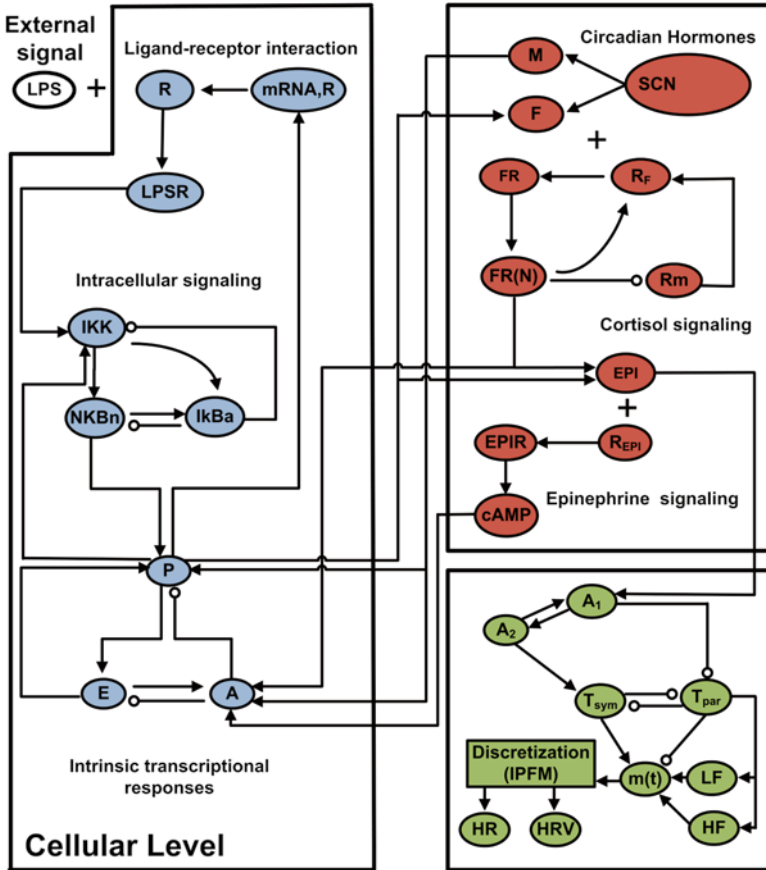 External
signal
LPS
+
Ligand-receptor interaction
R
mRNA,R
LPSR
Intracellular signaling
IKK
NKBn
IkBa
P
E
A
Intrinsic transcriptional
responses
Cellular Level
M
Circadian Hormones
SCN
F
+
FR
RF
FR(N)
Rm
Cortisol signaling
EPI
+
EPIR
REPI
cAMP
Epinephrine signaling
A1
A2
Tsym
Tpar
Discretization
(IPFM)
m(t)
LF
HR
HRV
HF